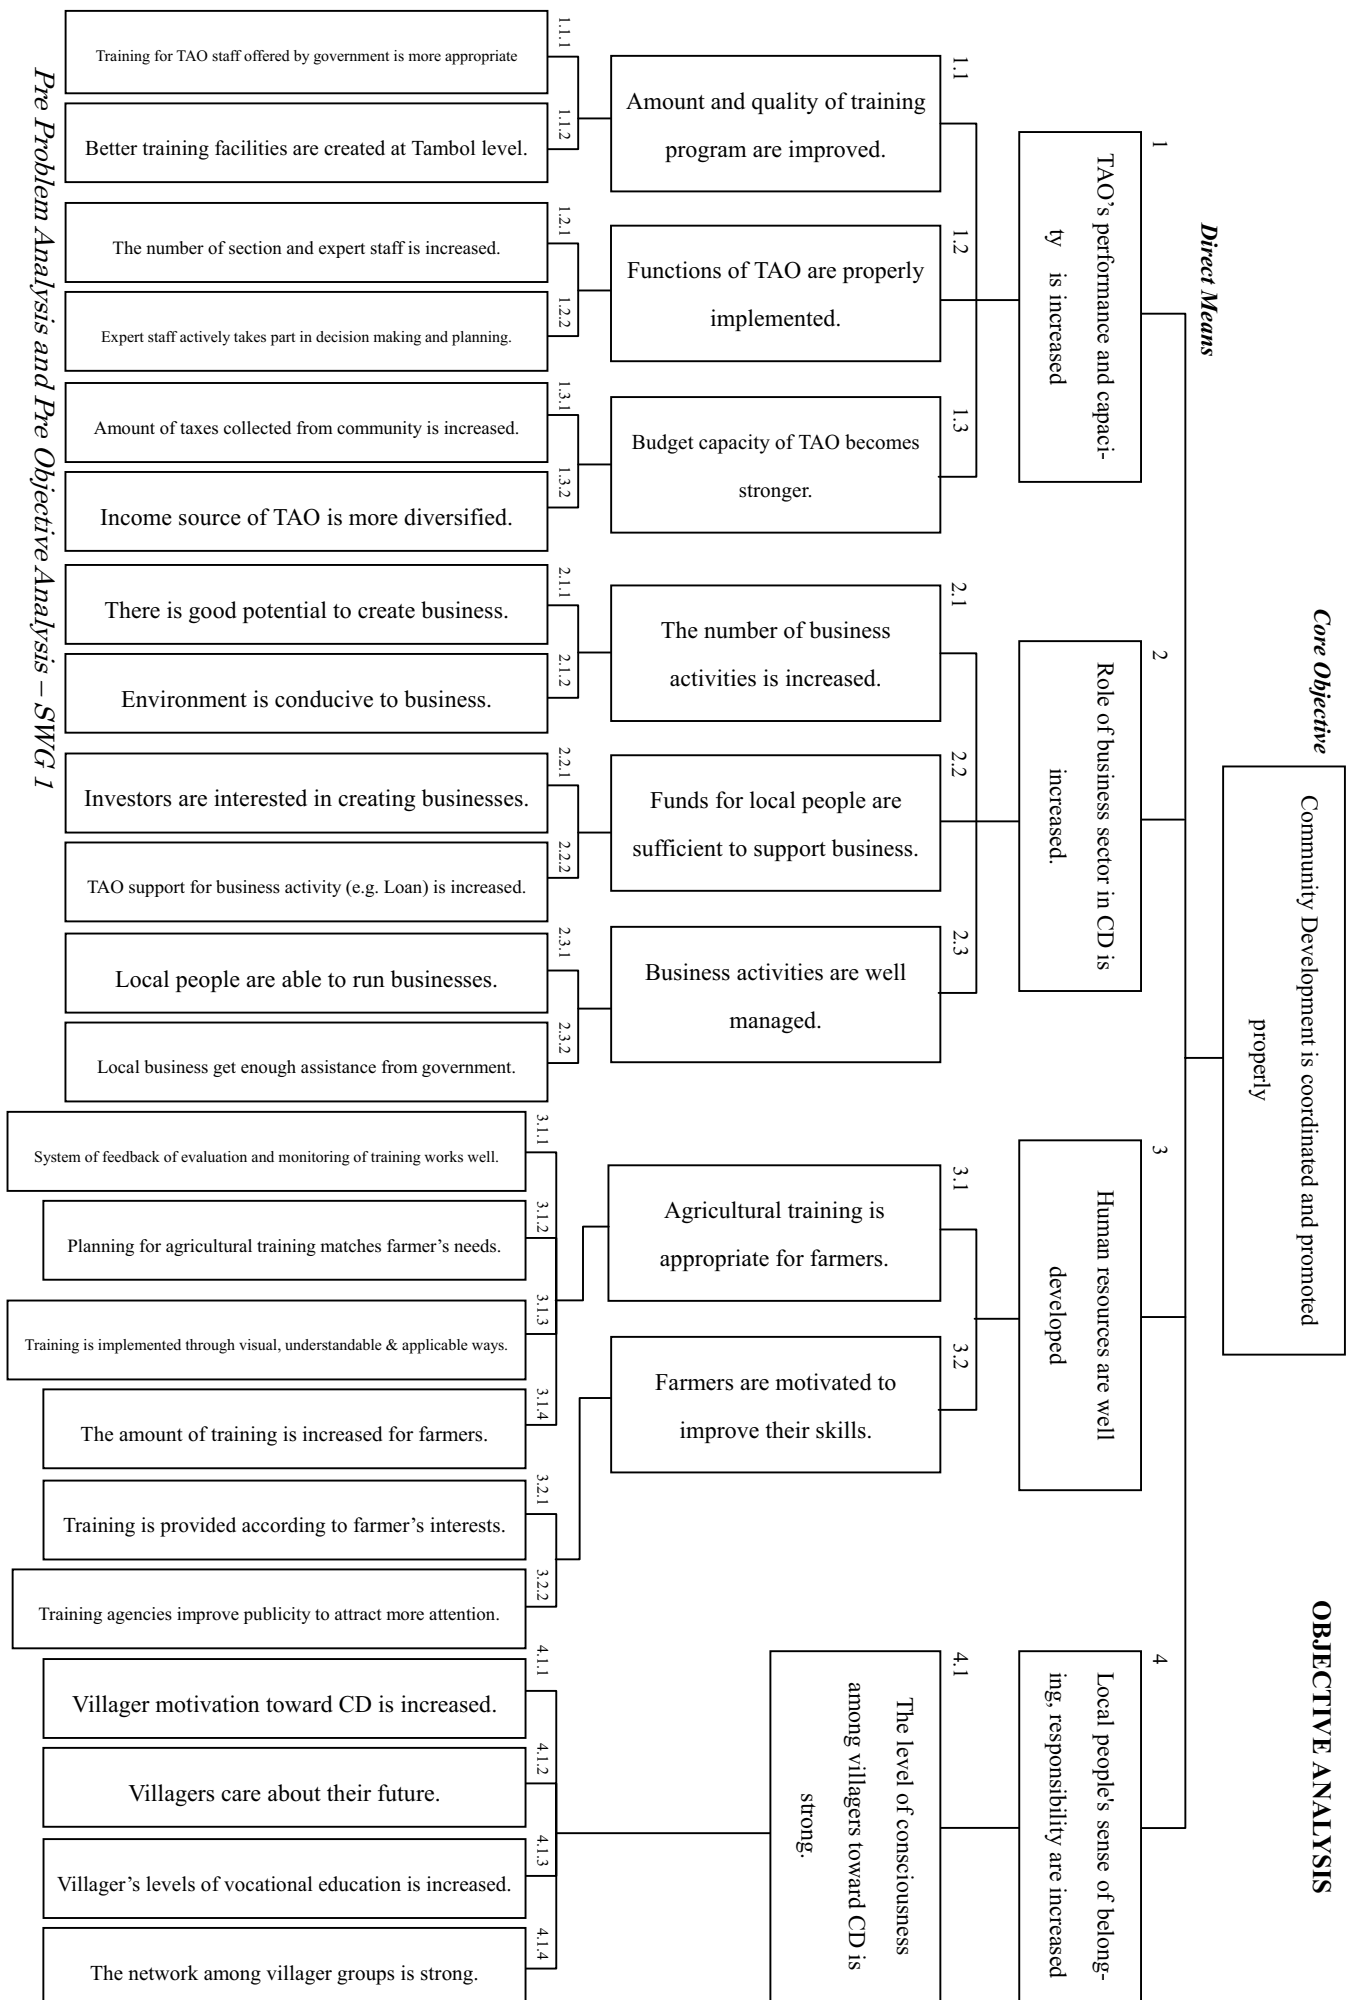 OBJECTIVE ANALYSIS
Core Objective
Community Development is coordinated and promoted
properly
Direct Means
1
TAO's performance and capaci-
ty is increased
2
Role of business sector in CD is
increased.
3
Human resources are well
developed
4
Local people's sense of belong-
ing, responsibility are increased
1.1
Amount and quality of training
program are improved.
1.2
Functions of TAO are properly
implemented.
1.3
Budget capacity of TAO becomes
stronger.
2.1
The number of business
activities is increased.
2.2
Funds for local people are
sufficient to support business.
2.3
Business activities are well
managed.
3.1
Agricultural training is
appropriate for farmers.
3.2
Farmers are motivated to
improve their skills.
4.1
The level of consciousness
among villagers toward CD is
strong.
1.1.1
Training for TAO staff offered by government is more appropriate
1.1.2
Better training facilities are created at Tambol level.
1.2.1
The number of section and expert staff is increased.
1.2.2
Expert staff actively takes part in decision making and planning.
1.3.1
Amount of taxes collected from community is increased.
1.3.2
Income source of TAO is more diversified.
2.1.1
There is good potential to create business.
2.1.2
Environment is conducive to business.
2.2.1
Investors are interested in creating businesses.
2.2.2
TAO support for business activity (e.g. Loan) is increased.
2.3.1
Local people are able to run businesses.
2.3.2
Local business get enough assistance from government.
3.1.1
System of feedback of evaluation and monitoring of training works well.
3.1.2
Planning for agricultural training matches farmer's needs.
3.1.3
Training is implemented through visual, understandable & applicable ways.
3.1.4
The amount of training is increased for farmers.
3.2.1
Training is provided according to farmer's interests.
3.2.2
Training agencies improve publicity to attract more attention.
4.1.1
Villager motivation toward CD is increased.
4.1.2
Villagers care about their future.
4.1.3
Villager's levels of vocational education is increased.
4.1.4
The network among villager groups is strong.
Pre Problem Analysis and Pre Objective Analysis – SWG 1